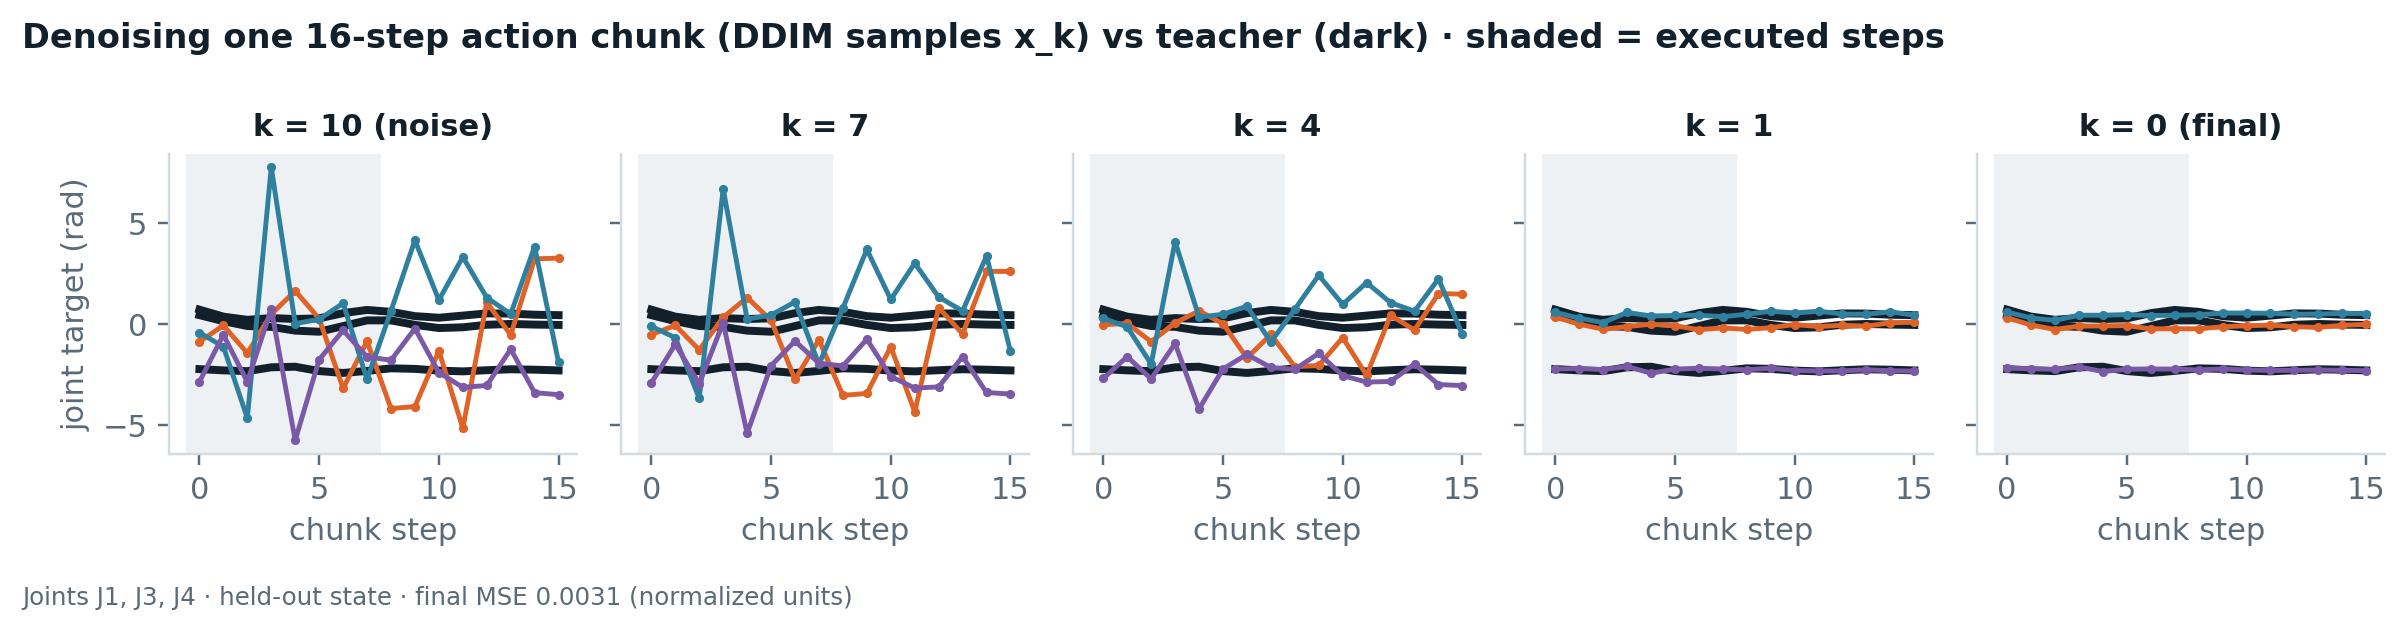 Denoising one 16-step action chunk (DDIM samples x_k) vs teacher (dark) · shaded = executed steps
k = 10 (noise)
k = 7
k = 4
k = 1
k = 0 (final)
joint target (rad)
5
0
−5
0 5 10 15
0 5 10 15
0 5 10 15
0 5 10 15
0 5 10 15
chunk step
chunk step
chunk step
chunk step
chunk step
Joints J1, J3, J4 · held-out state · final MSE 0.0031 (normalized units)